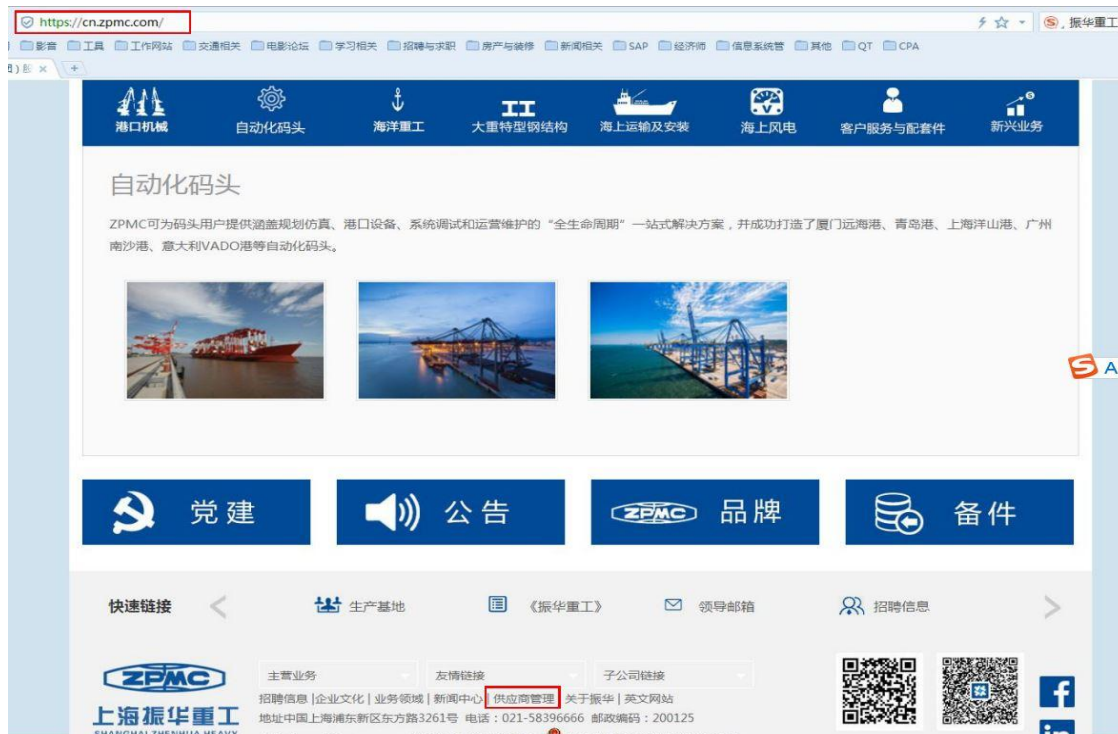 https://cn.zpmc.com/
振华重工
影音 工具 工作网站 交通相关 电影论坛 学习相关 招聘与求职 房产与装修 新闻相关 SAP 经济师 信息系统管 其他 QT CPA
港口机械 自动化码头 海洋重工 大重特型钢结构 海上运输及安装 海上风电 客户服务与配套件 新兴业务
自动化码头
ZPMC可为码头用户提供涵盖规划仿真、港口设备、系统调试和运营维护的“全生命周期”一站式解决方案，并成功打造了厦门远海港、青岛港、上海洋山港、广州
南沙港、意大利VADO港等自动化码头。
党建 公告 ZPMC 品牌 备件
快速链接 生产基地 《振华重工》 领导邮箱 招聘信息
ZPMC
主营业务 友情链接 子公司链接
招聘信息 | 企业文化 | 业务领域 | 新闻中心 | 供应商管理 关于振华 | 英文网站
上海振华重工
地址中国上海浦东新区东方路3261号 电话：021-58396666 邮政编码：200125
SHANGHAI ZHENHUA HEAVY
f
in